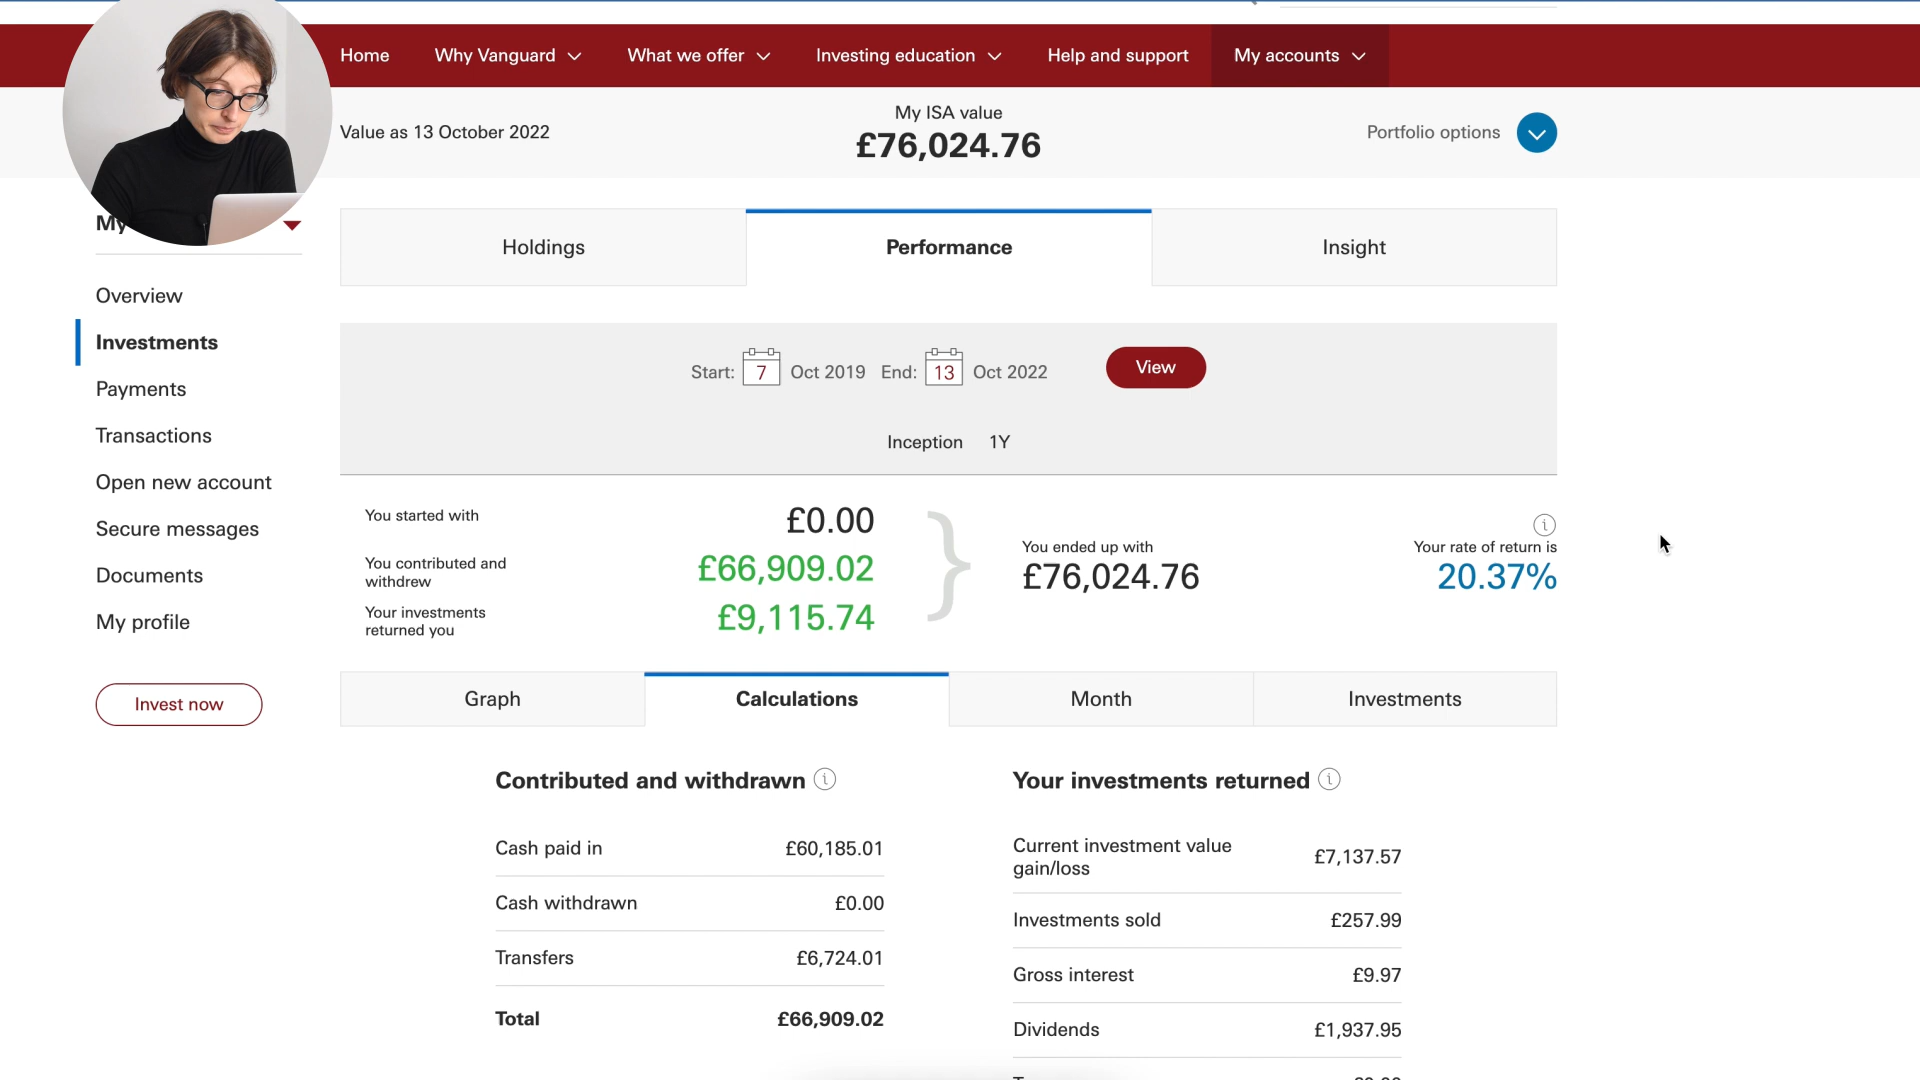 Home Why Vanguard What we offer Investing education Help and support My accounts
Value as 13 October 2022
My ISA value
£76,024.76
Portfolio options
My
Holdings Performance Insight
Overview
Investments
Payments
Transactions
Open new account
Secure messages
Documents
My profile
Invest now
Start: 7 Oct 2019 End: 13 Oct 2022 View
Inception 1Y
You started with £0.00
You contributed and
withdrew
£66,909.02
Your investments
returned you
£9,115.74
You ended up with
£76,024.76
Your rate of return is
20.37%
Graph Calculations Month Investments
Contributed and withdrawn
Cash paid in £60,185.01
Cash withdrawn £0.00
Transfers £6,724.01
Total £66,909.02
Your investments returned
Current investment value
gain/loss
£7,137.57
Investments sold £257.99
Gross interest £9.97
Dividends £1,937.95